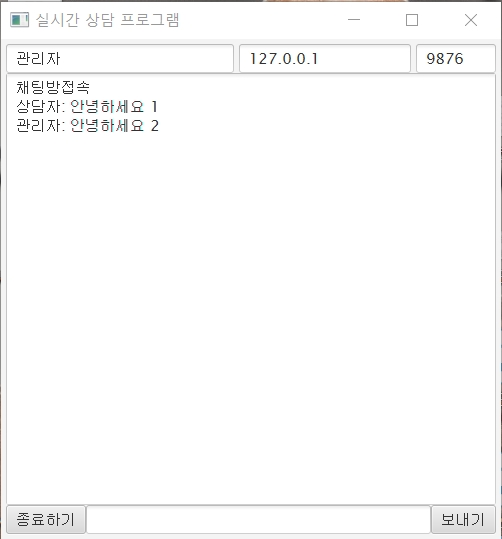 실시간 상담 프로그램
관리자 127.0.0.1 9876
채팅방접속
상담자: 안녕하세요 1
관리자: 안녕하세요 2
종료하기 보내기